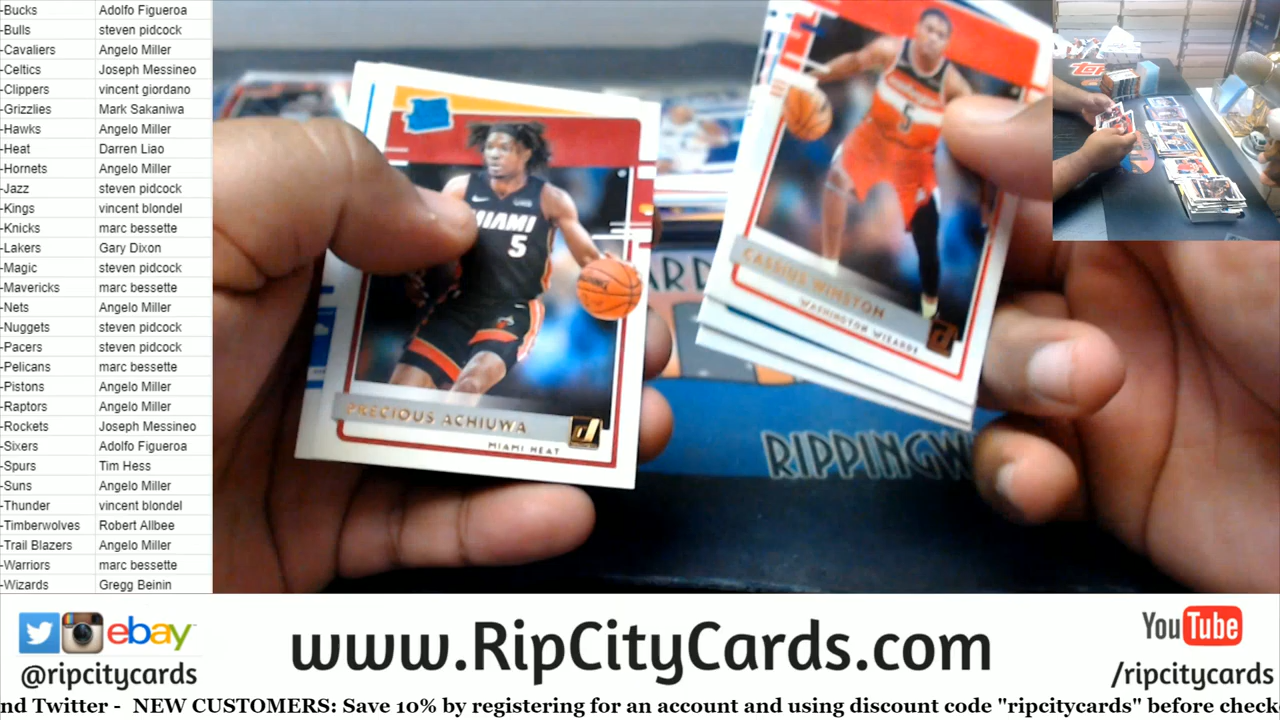 -Bucks Adolfo Figueroa
-Bulls steven pidcock
-Cavaliers Angelo Miller
-Celtics Joseph Messineo
-Clippers vincent giordano
-Grizzlies Mark Sakaniwa
-Hawks Angelo Miller
-Heat Darren Liao
-Hornets Angelo Miller
-Jazz steven pidcock
-Kings vincent blondel
-Knicks marc bessette
-Lakers Gary Dixon
-Magic steven pidcock
-Mavericks marc bessette
-Nets Angelo Miller
-Nuggets steven pidcock
-Pacers steven pidcock
-Pelicans marc bessette
-Pistons Angelo Miller
-Raptors Angelo Miller
-Rockets Joseph Messineo
-Sixers Adolfo Figueroa
-Spurs Tim Hess
-Suns Angelo Miller
-Thunder vincent blondel
-Timberwolves Robert Allbee
-Trail Blazers Angelo Miller
-Warriors marc bessette
-Wizards Gregg Beinin
MIAMI
5
PRECIOUS ACHIUWA
MIAMI HEAT
5
CASSIUS WINSTON
WASHINGTON WIZARDS
RIPPINGW
ebay
@ripcitycards
www.RipCityCards.com
YouTube
/ripcitycards
nd Twitter - NEW CUSTOMERS: Save 10% by registering for an account and using discount code "ripcitycards" before check